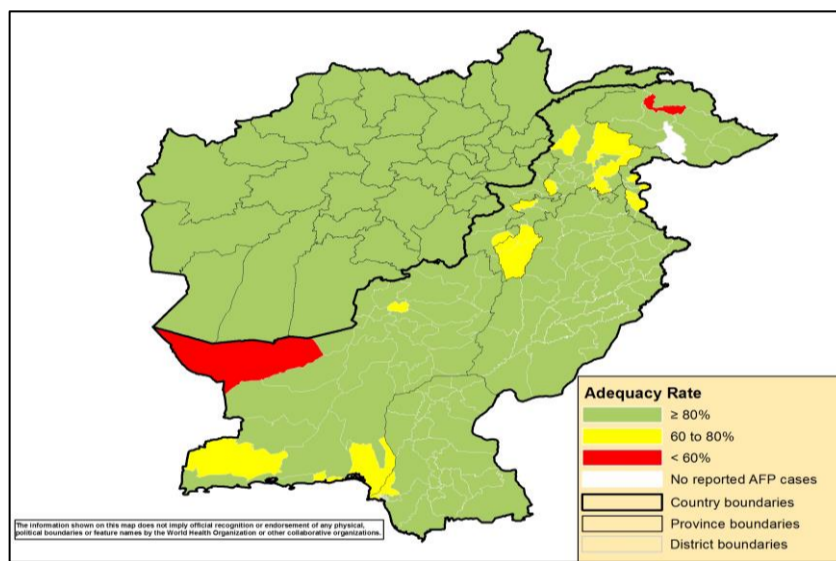 Adequacy Rate
≥ 80%
60 to 80%
< 60%
No reported AFP cases
Country boundaries
Province boundaries
District boundaries
The information shown on this map does not imply official recognition or endorsement of any physical,
political boundaries or feature names by the World Health Organization or other collaborative organizations.